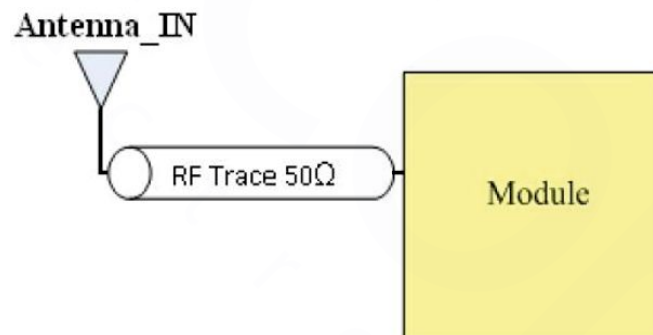 Antenna_IN
RF Trace 50Ω
Module